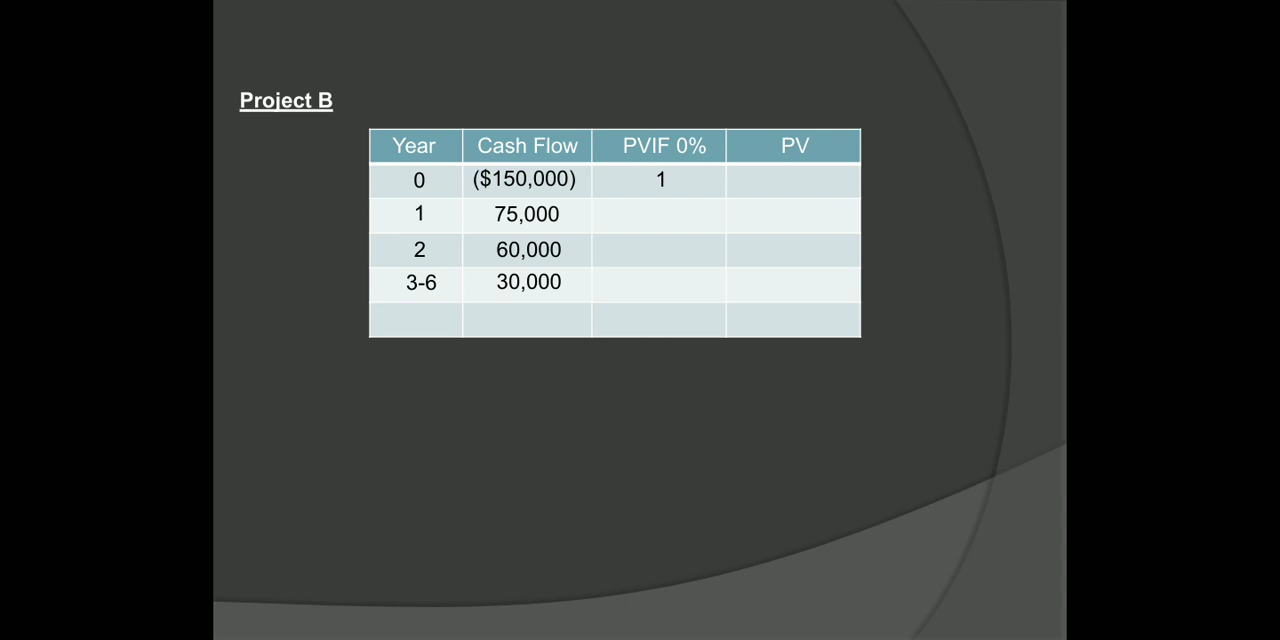 Project B
Year Cash Flow PVIF 0% PV
0 ($150,000) 1
1 75,000
2 60,000
3-6 30,000